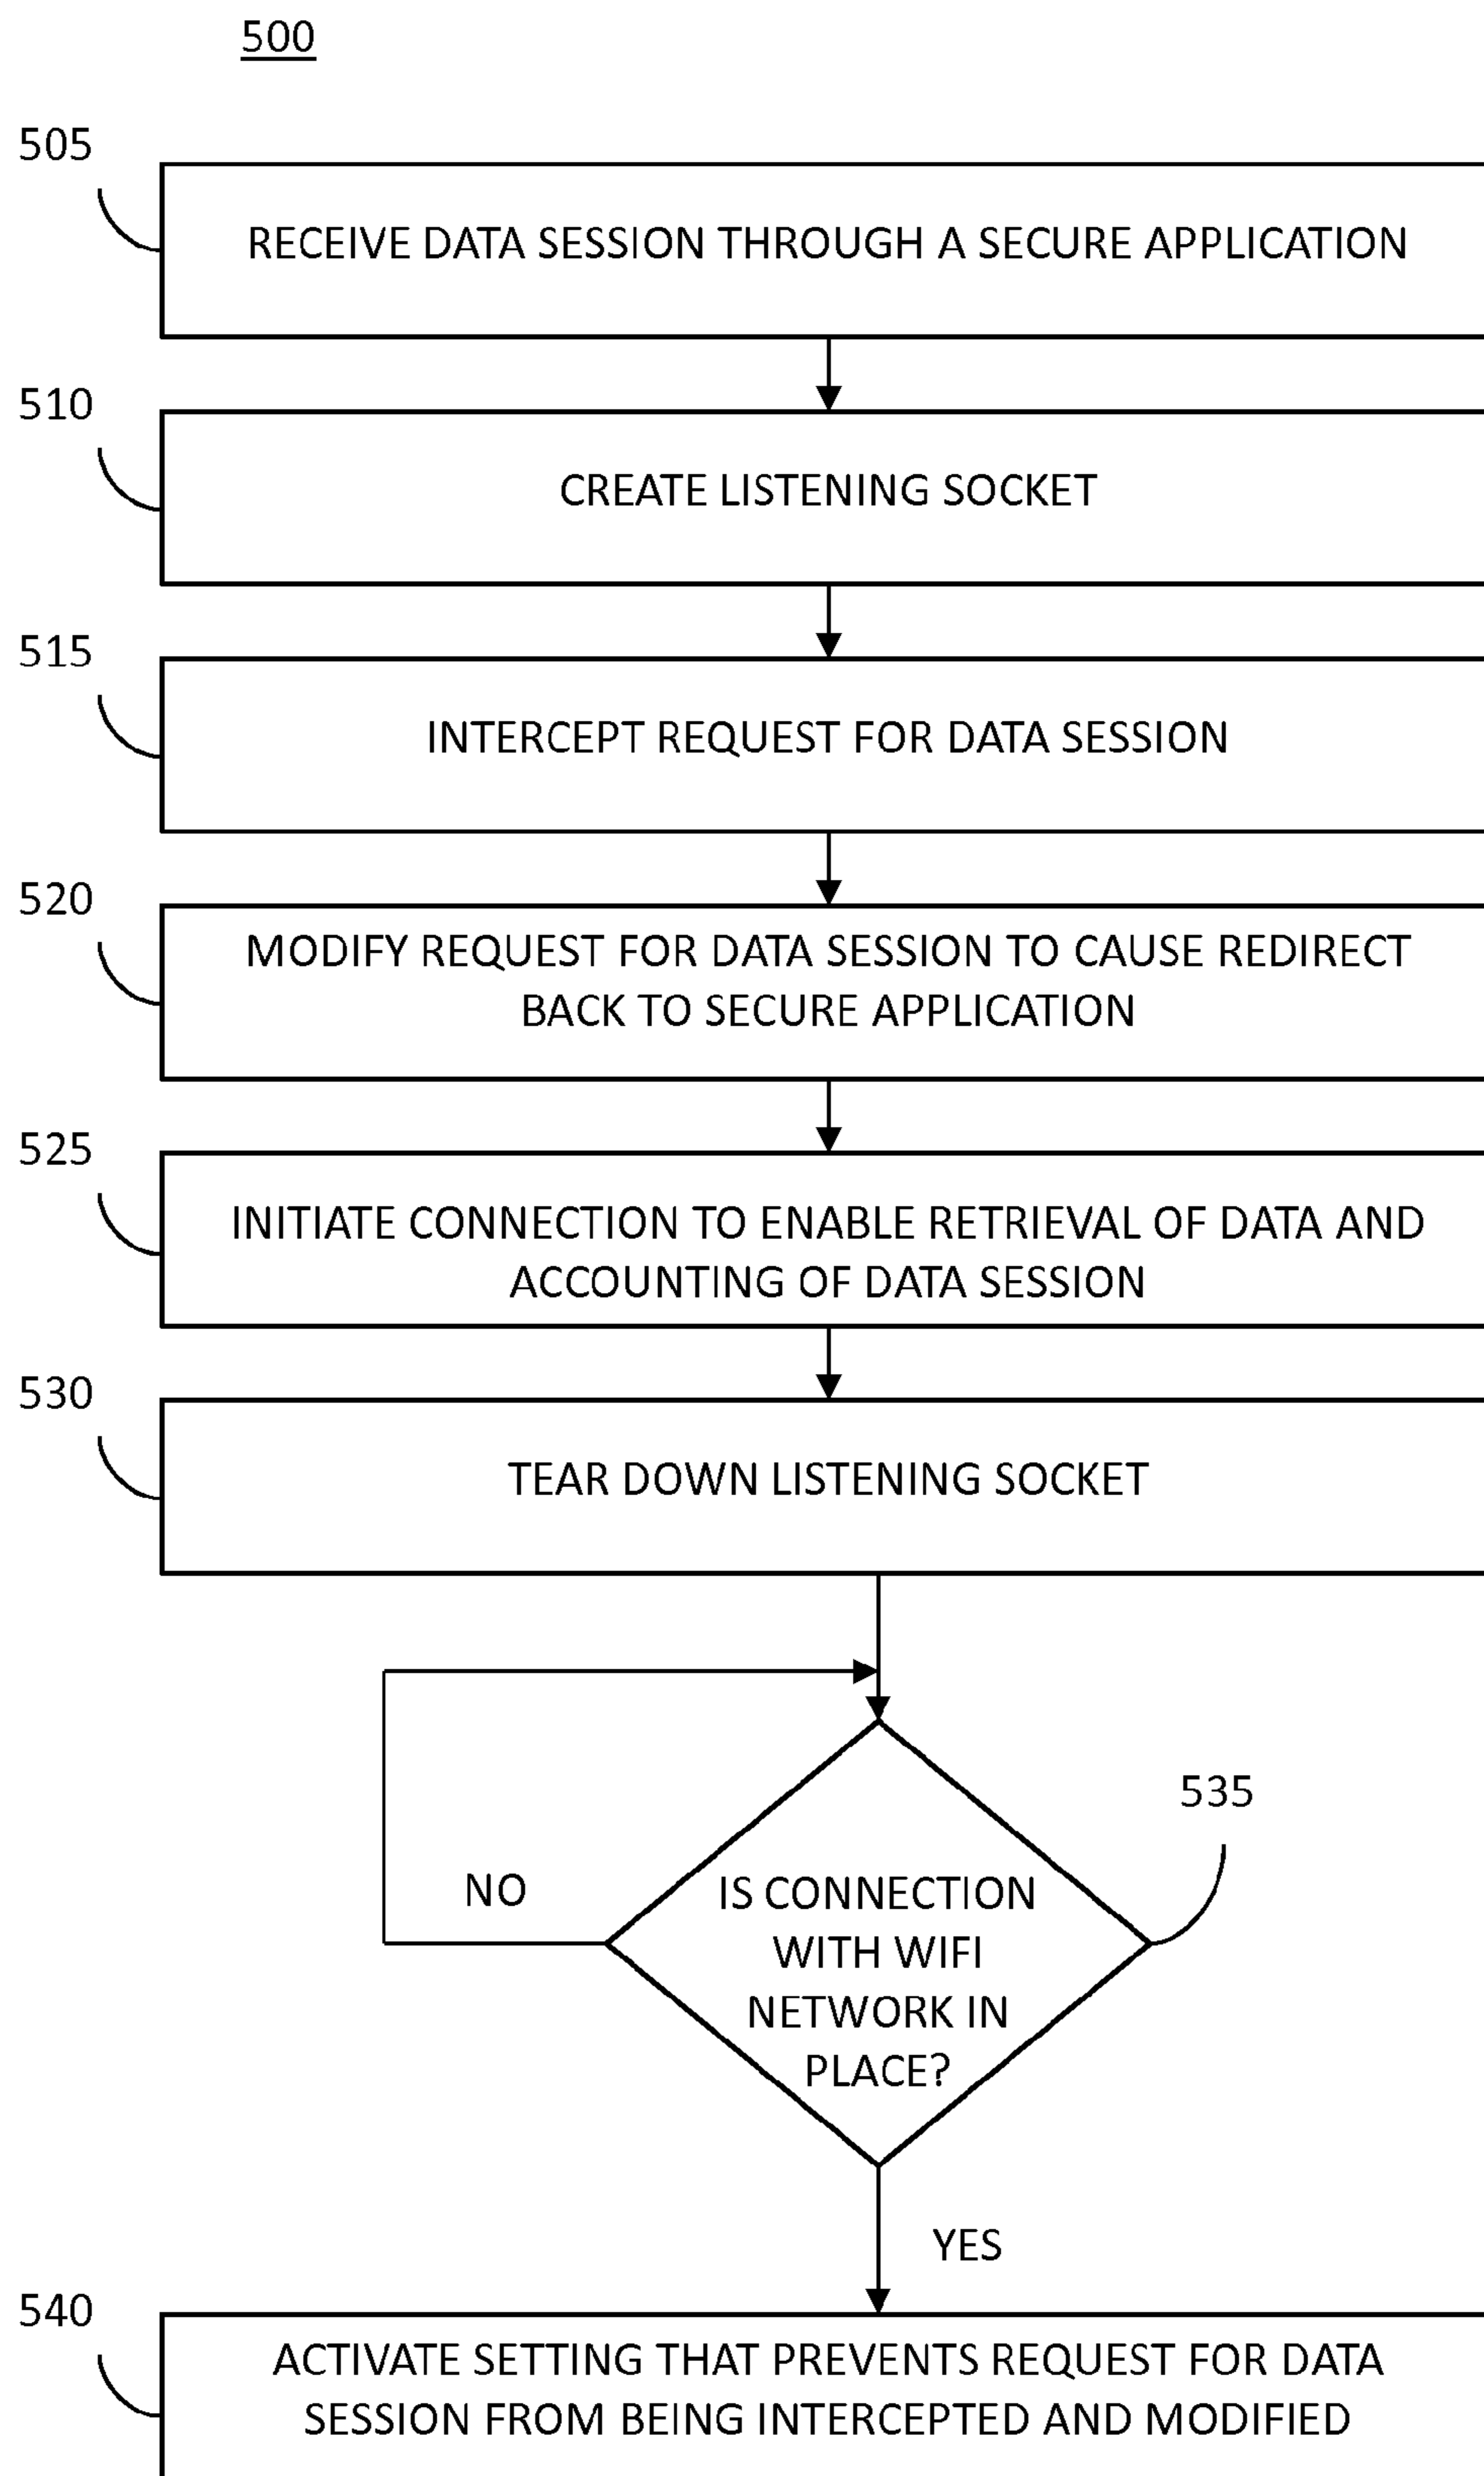 500
505
RECEIVE DATA SESSION THROUGH A SECURE APPLICATION
510
CREATE LISTENING SOCKET
515
INTERCEPT REQUEST FOR DATA SESSION
520
MODIFY REQUEST FOR DATA SESSION TO CAUSE REDIRECT
BACK TO SECURE APPLICATION
525
INITIATE CONNECTION TO ENABLE RETRIEVAL OF DATA AND
ACCOUNTING OF DATA SESSION
530
TEAR DOWN LISTENING SOCKET
535
NO
IS CONNECTION
WITH WIFI
NETWORK IN
PLACE?
YES
540
ACTIVATE SETTING THAT PREVENTS REQUEST FOR DATA
SESSION FROM BEING INTERCEPTED AND MODIFIED